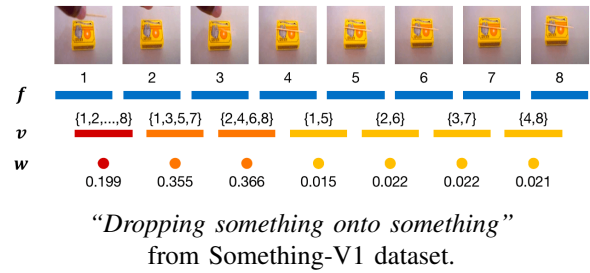 1 2 3 4 5 6 7 8
f
{1,2,...,8} {1,3,5,7} {2,4,6,8} {1,5} {2,6} {3,7} {4,8}
v
w
0.199 0.355 0.366 0.015 0.022 0.022 0.021
“Dropping something onto something”
from Something-V1 dataset.